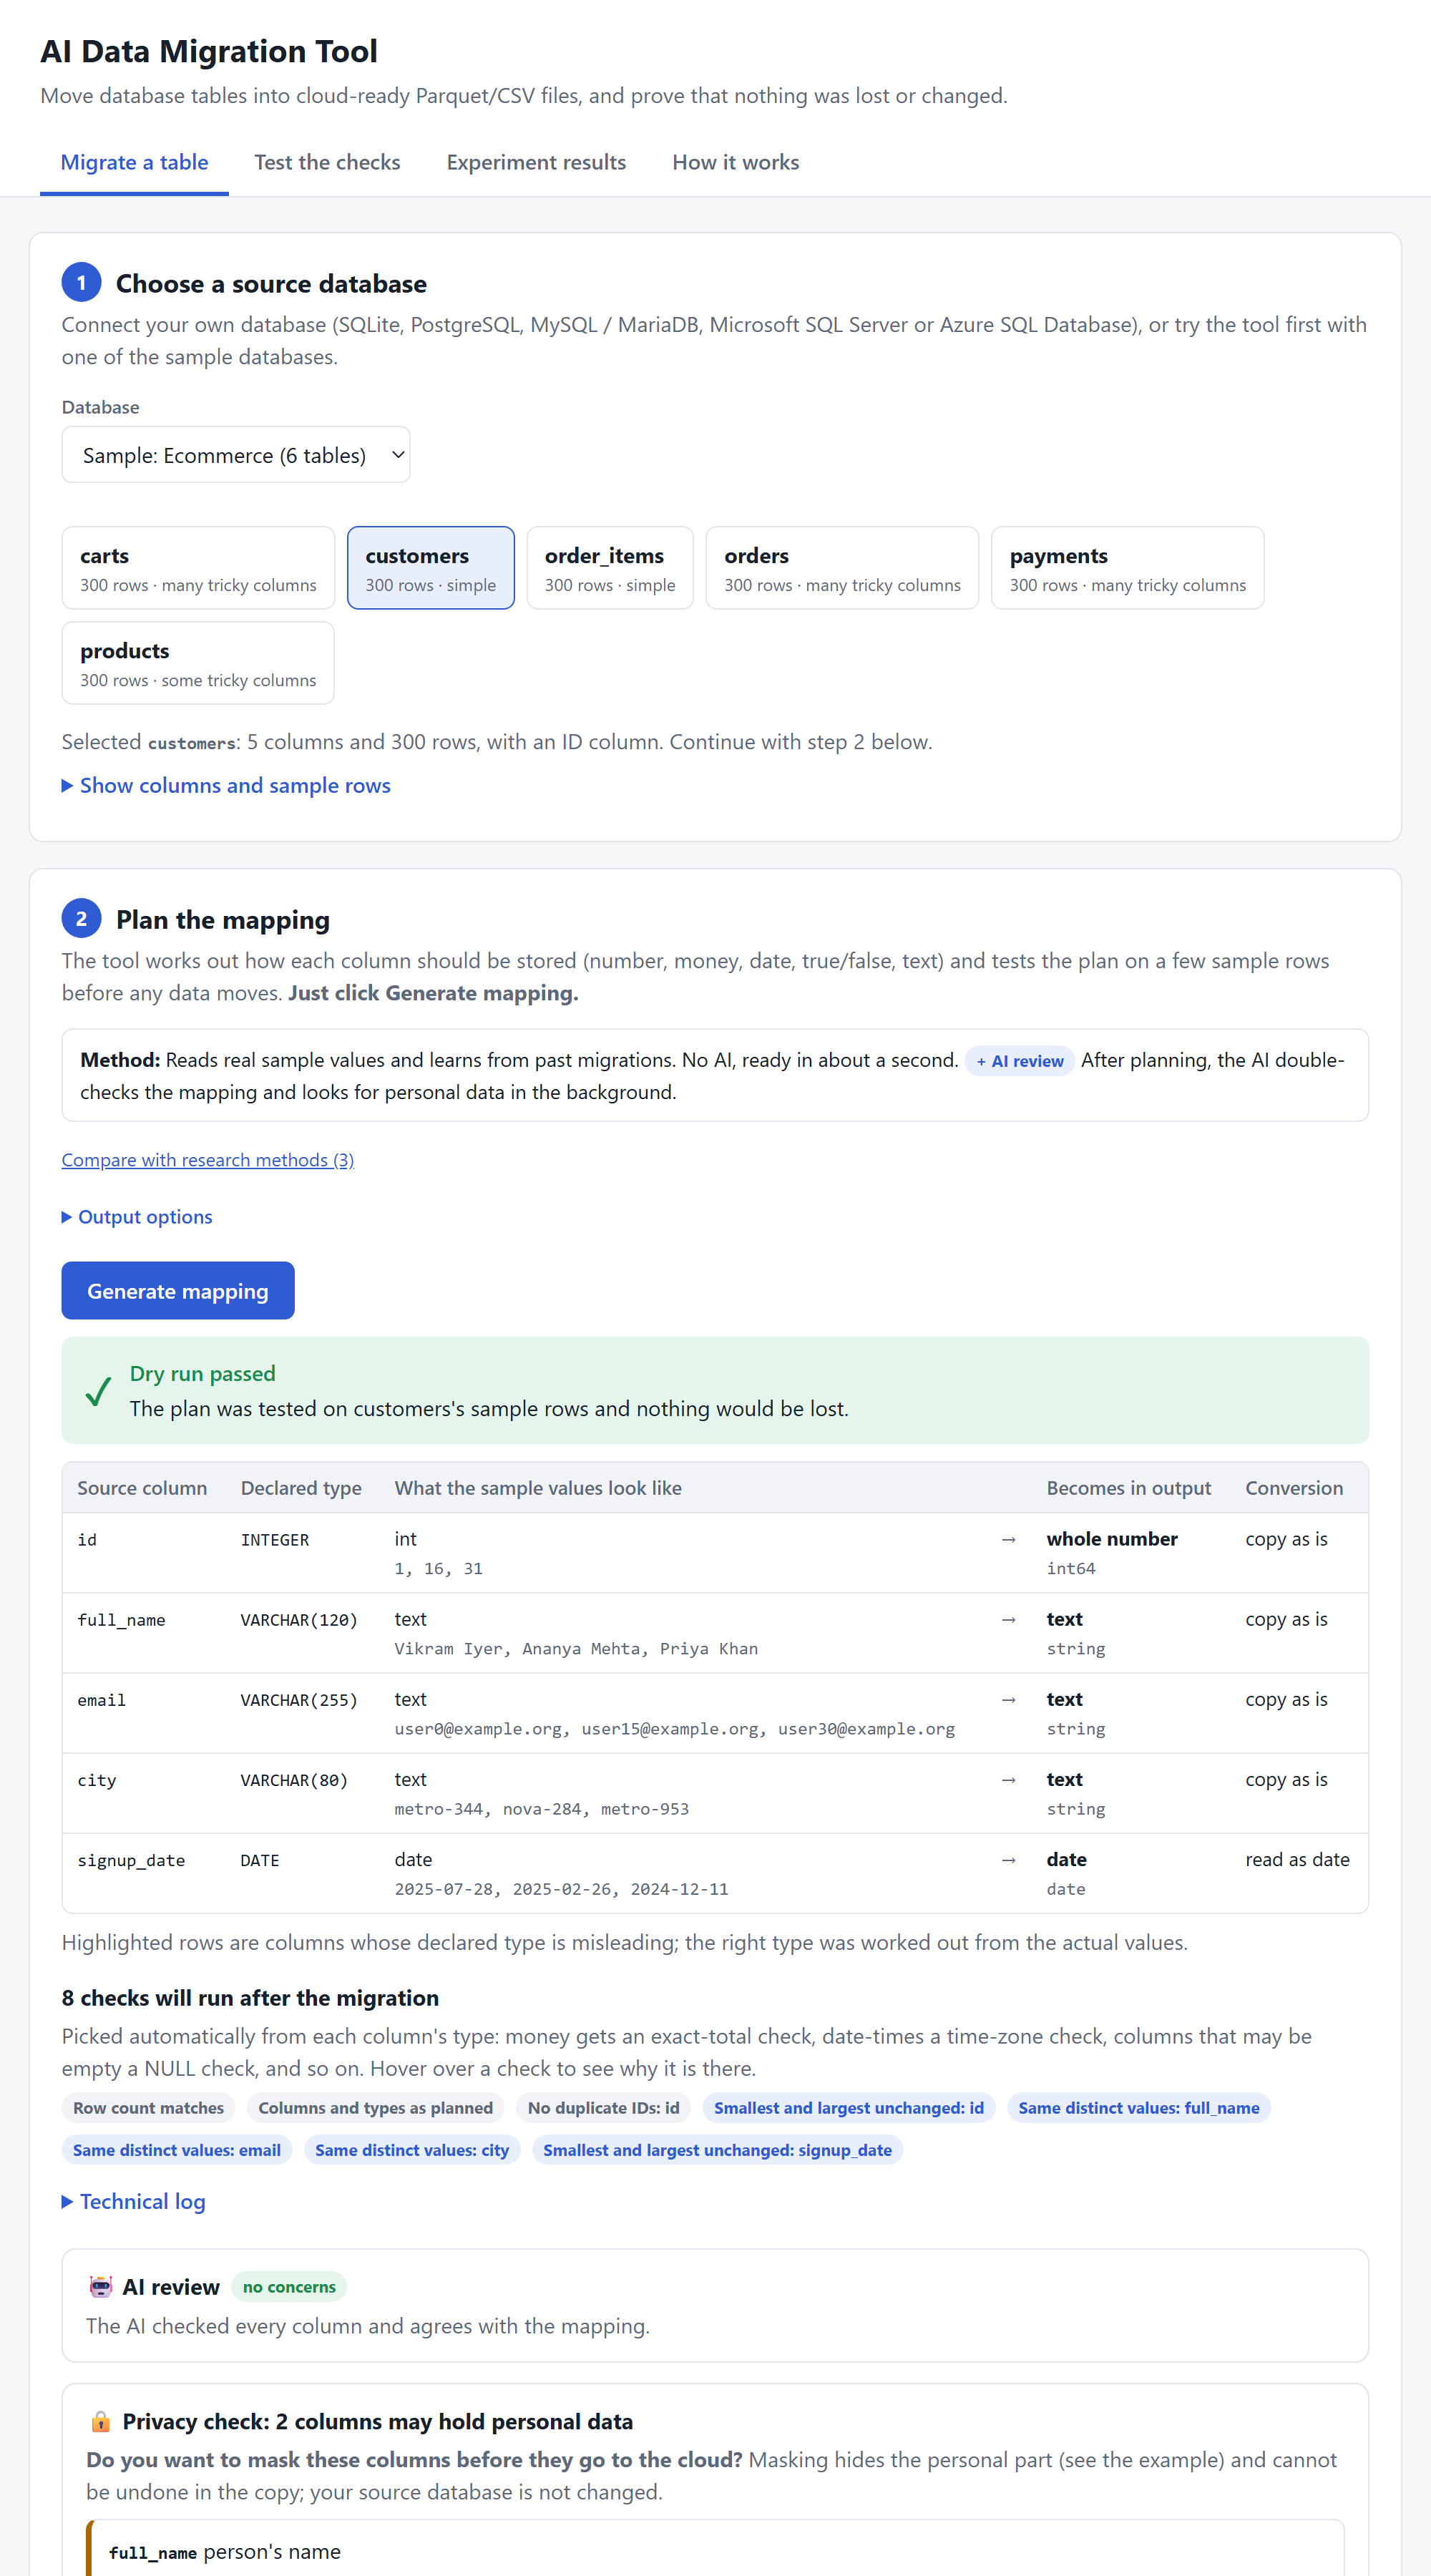 AI Data Migration Tool
Move database tables into cloud-ready Parquet/CSV files, and prove that nothing was lost or changed.
Migrate a table
Test the checks
Experiment results
How it works
1
Choose a source database
Connect your own database (SQLite, PostgreSQL, MySQL / MariaDB, Microsoft SQL Server or Azure SQL Database), or try the tool first with
one of the sample databases.
Database
Sample: Ecommerce (6 tables)
carts
300 rows · many tricky columns
customers
300 rows · simple
order_items
300 rows · simple
orders
300 rows · many tricky columns
payments
300 rows · many tricky columns
products
300 rows · some tricky columns
Selected customers: 5 columns and 300 rows, with an ID column. Continue with step 2 below.
Show columns and sample rows
2
Plan the mapping
The tool works out how each column should be stored (number, money, date, true/false, text) and tests the plan on a few sample rows
before any data moves. Just click Generate mapping.
Method: Reads real sample values and learns from past migrations. No AI, ready in about a second. + AI review After planning, the AI double-
checks the mapping and looks for personal data in the background.
Compare with research methods (3)
Output options
Generate mapping
Dry run passed
The plan was tested on customers's sample rows and nothing would be lost.
Source column Declared type What the sample values look like Becomes in output Conversion
id INTEGER int → whole number copy as is
1, 16, 31 int64
full_name VARCHAR(120) text → text copy as is
Vikram Iyer, Ananya Mehta, Priya Khan string
email VARCHAR(255) text → text copy as is
user0@example.org, user15@example.org, user30@example.org string
city VARCHAR(80) text → text copy as is
metro-344, nova-284, metro-953 string
signup_date DATE date → date read as date
2025-07-28, 2025-02-26, 2024-12-11 date
Highlighted rows are columns whose declared type is misleading; the right type was worked out from the actual values.
8 checks will run after the migration
Picked automatically from each column's type: money gets an exact-total check, date-times a time-zone check, columns that may be
empty a NULL check, and so on. Hover over a check to see why it is there.
Row count matches
Columns and types as planned
No duplicate IDs: id
Smallest and largest unchanged: id
Same distinct values: full_name
Same distinct values: email
Same distinct values: city
Smallest and largest unchanged: signup_date
Technical log
AI review no concerns
The AI checked every column and agrees with the mapping.
Privacy check: 2 columns may hold personal data
Do you want to mask these columns before they go to the cloud? Masking hides the personal part (see the example) and cannot
be undone in the copy; your source database is not changed.
full_name person's name